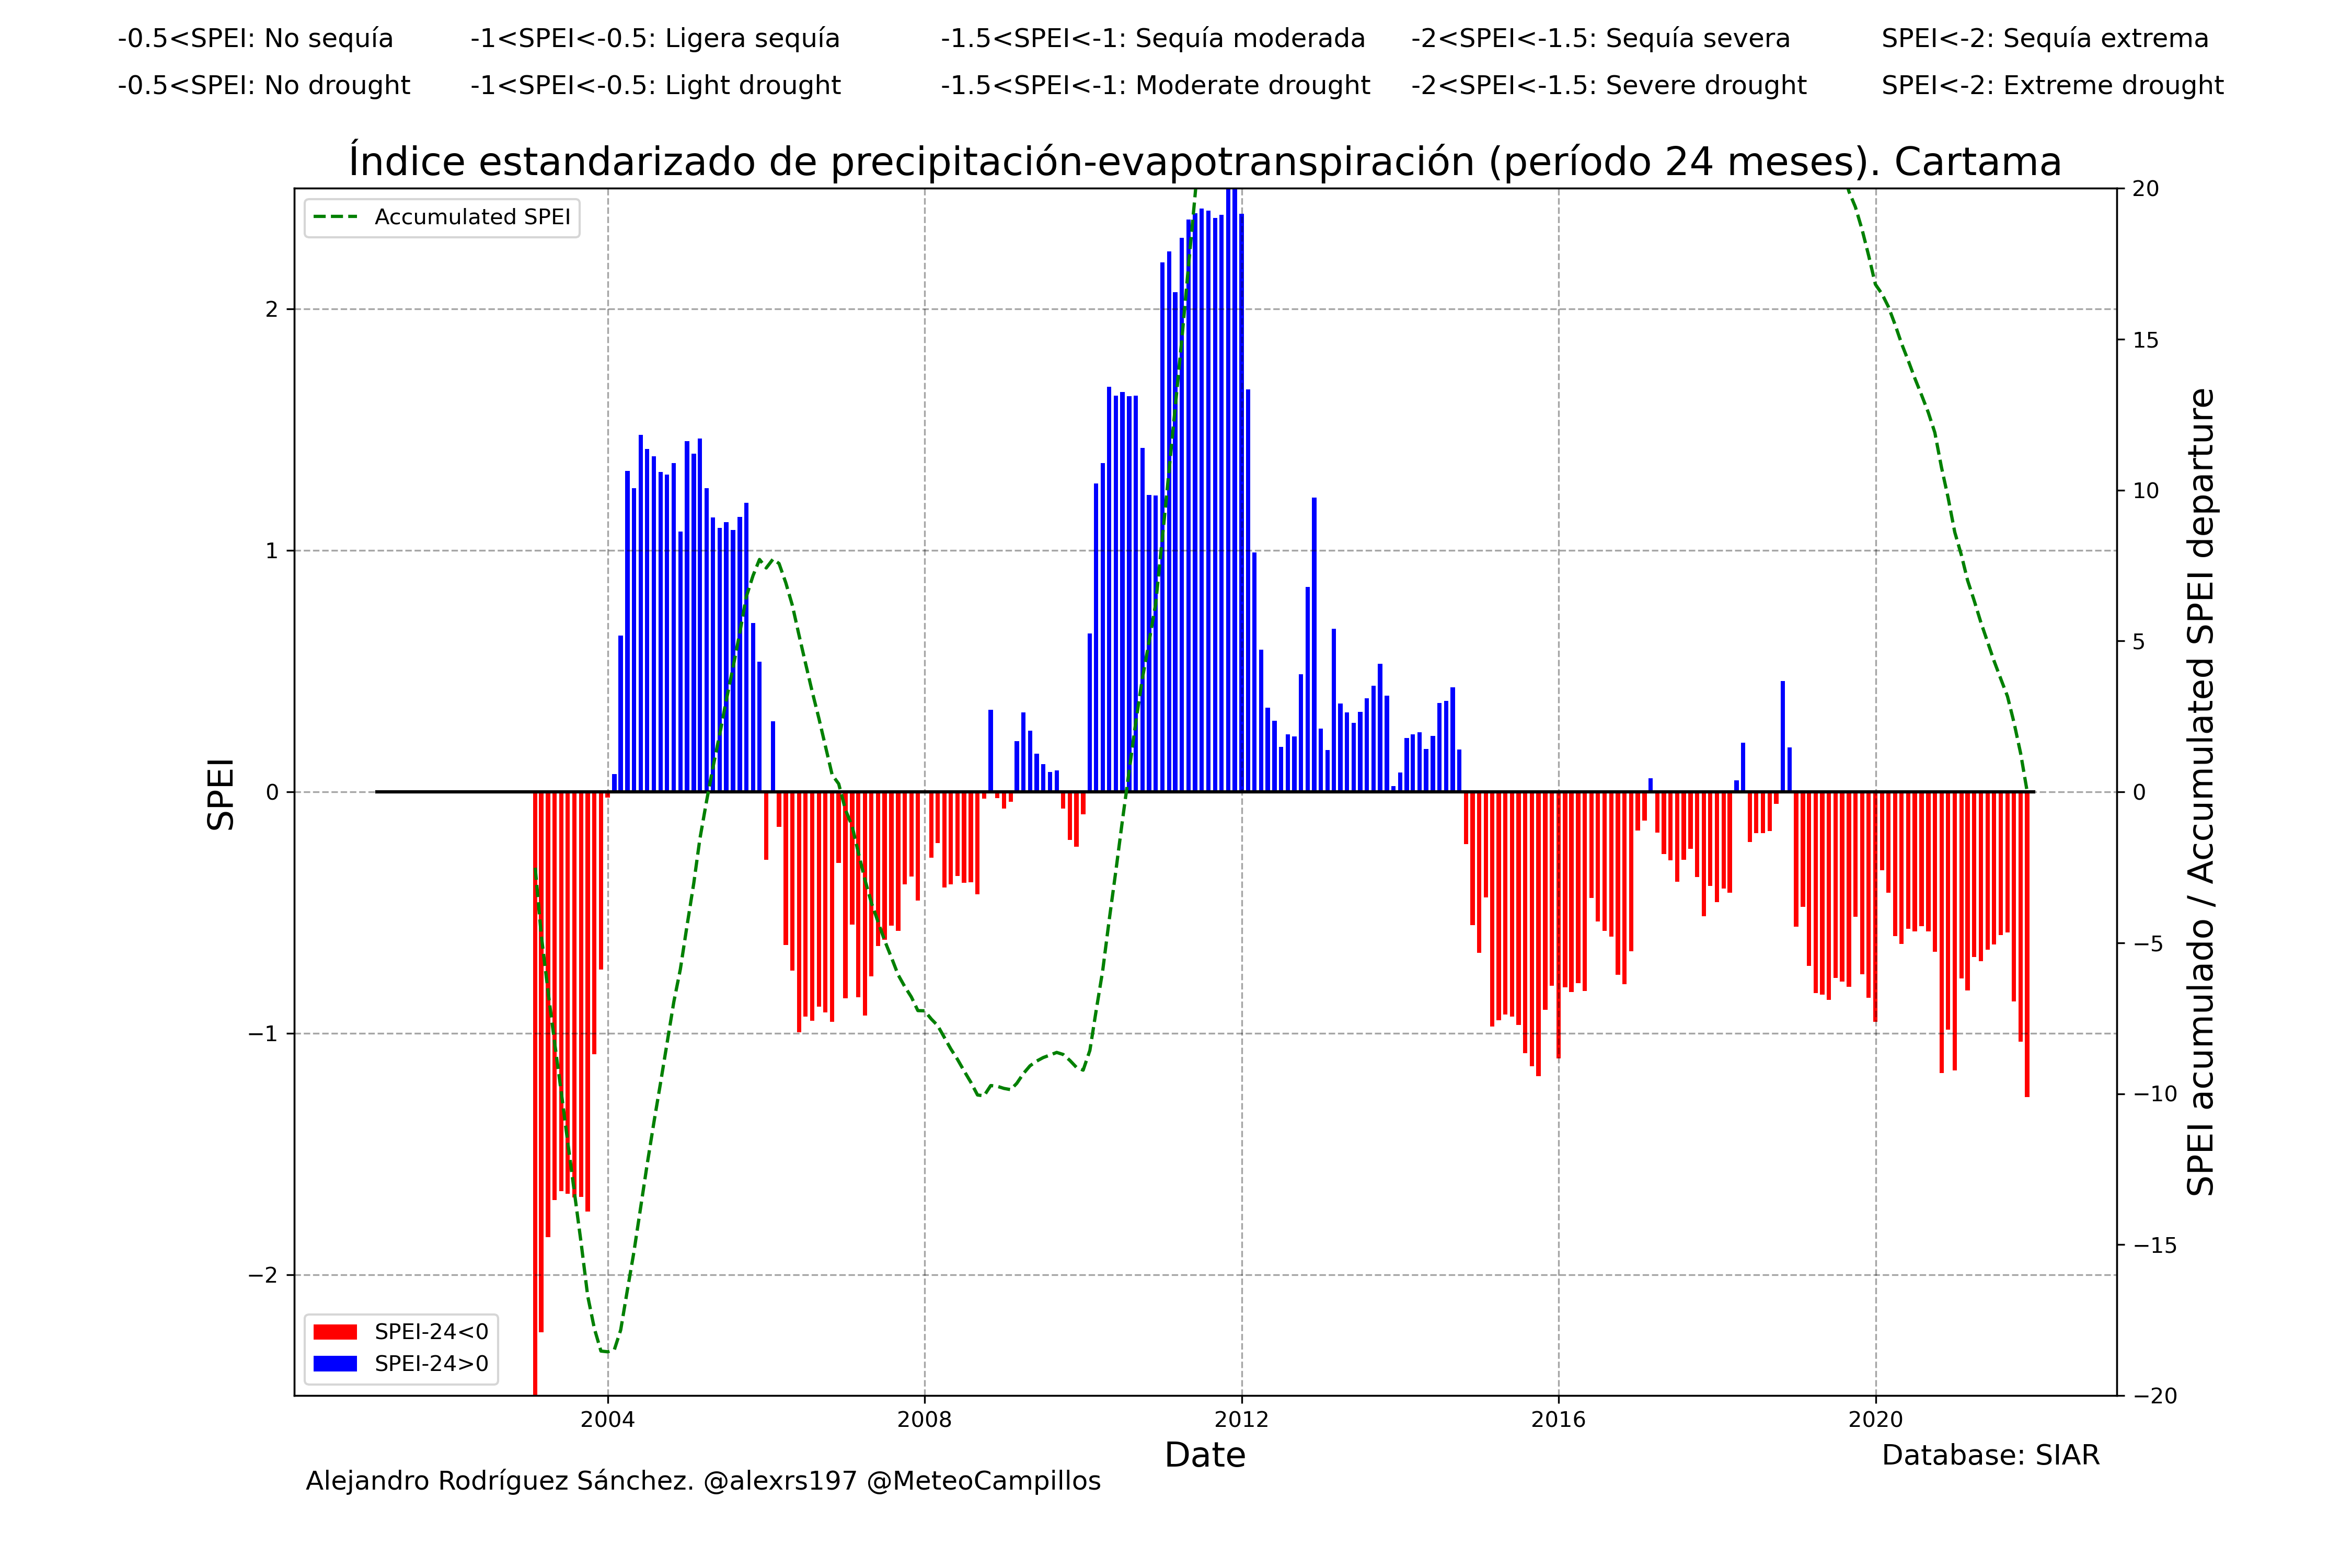 -0.5<SPEI: No sequía -1<SPEI<-0.5: Ligera sequía -1.5<SPEI<-1: Sequía moderada -2<SPEI<-1.5: Sequía severa SPEI<-2: Sequía extrema
-0.5<SPEI: No drought -1<SPEI<-0.5: Light drought -1.5<SPEI<-1: Moderate drought -2<SPEI<-1.5: Severe drought SPEI<-2: Extreme drought
Índice estandarizado de precipitación-evapotranspiración (período 24 meses). Cartama
Accumulated SPEI
SPEI
2
1
0
−1
−2
20
15
10
5
0
−5
−10
−15
−20
SPEI acumulado / Accumulated SPEI departure
SPEI-24<0
SPEI-24>0
2004 2008 2012 2016 2020
Date
Database: SIAR
Alejandro Rodríguez Sánchez. @alexrs197 @MeteoCampillos